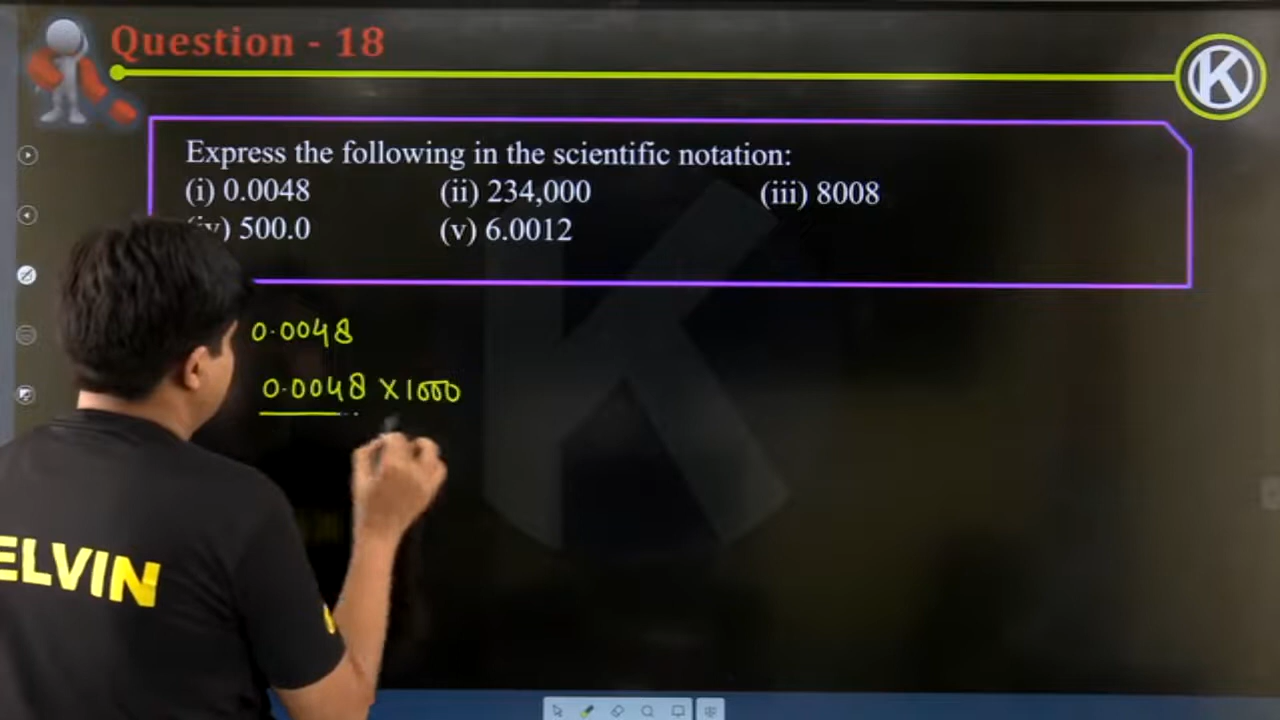 Question - 18
K
Express the following in the scientific notation:
(i) 0.0048 (ii) 234,000 (iii) 8008
(iv) 500.0 (v) 6.0012
0.0048
0.0048 × 1000
ELVIN